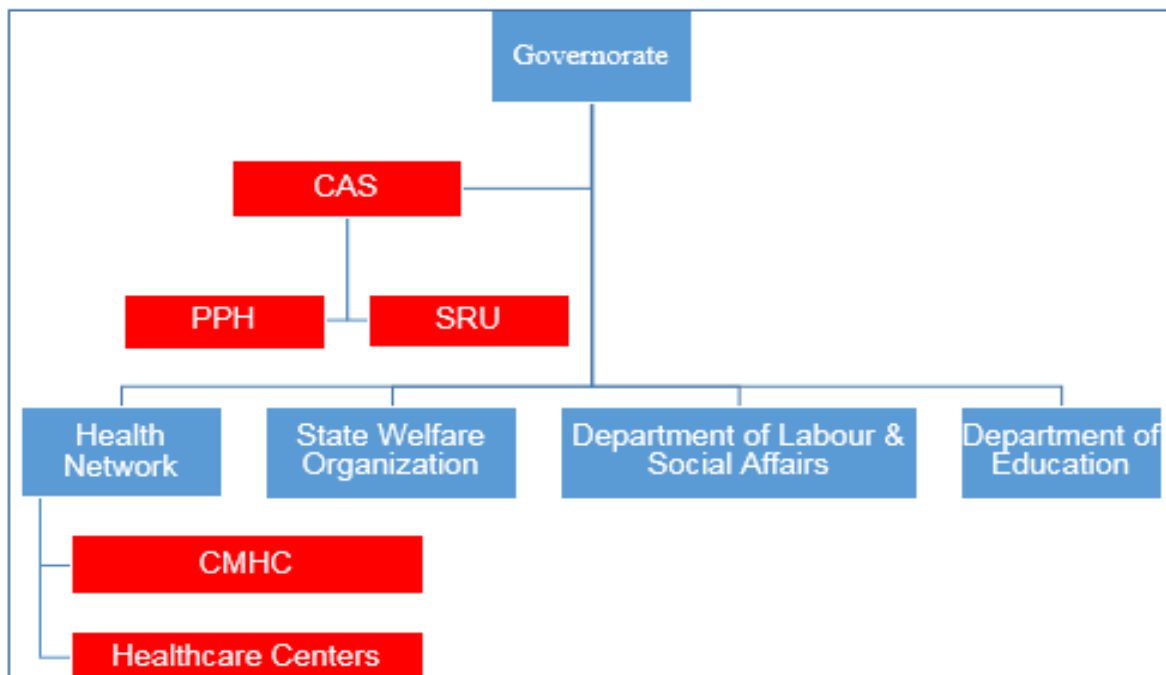 Governorate
CAS
PPH
SRU
Health
Network
State Welfare
Organization
Department of Labour &
Social Affairs
Department of
Education
CMHC
Healthcare Centers